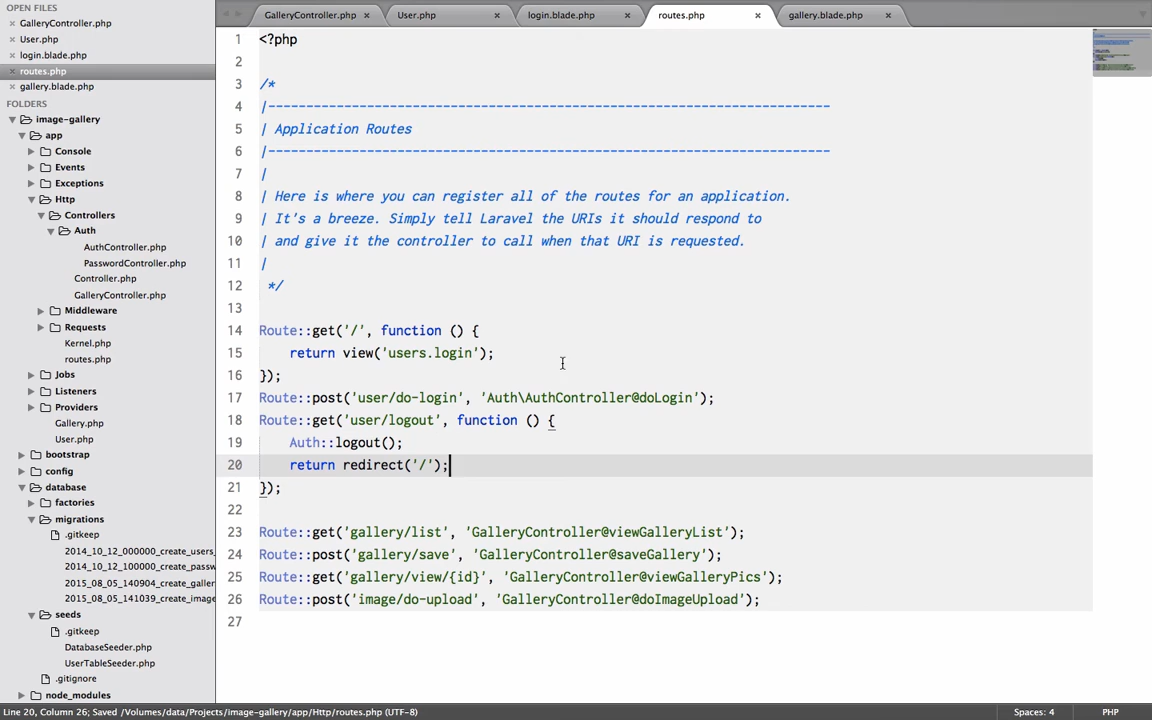 OPEN FILES
GalleryController.php
User.php
login.blade.php
routes.php
gallery.blade.php
FOLDERS
image-gallery
app
Console
Events
Exceptions
Http
Controllers
Auth
AuthController.php
PasswordController.php
Controller.php
GalleryController.php
Middleware
Requests
Kernel.php
routes.php
Jobs
Listeners
Providers
Gallery.php
User.php
bootstrap
config
database
factories
migrations
.gitkeep
2014_10_12_000000_create_users_
2014_10_12_100000_create_passw
2015_08_05_140904_create_galler
2015_08_05_141039_create_image
seeds
.gitkeep
DatabaseSeeder.php
UserTableSeeder.php
.gitignore
node_modules
GalleryController.php User.php login.blade.php routes.php gallery.blade.php
1 <?php
2
3 /*
4 |--------------------------------------------------------------------------
5 | Application Routes
6 |--------------------------------------------------------------------------
7 |
8 | Here is where you can register all of the routes for an application.
9 | It's a breeze. Simply tell Laravel the URIs it should respond to
10 | and give it the controller to call when that URI is requested.
11 |
12 */
13
14 Route::get('/', function () {
15 return view('users.login');
16 });
17 Route::post('user/do-login', 'Auth\AuthController@doLogin');
18 Route::get('user/logout', function () {
19 Auth::logout();
20 return redirect('/');
21 });
22
23 Route::get('gallery/list', 'GalleryController@viewGalleryList');
24 Route::post('gallery/save', 'GalleryController@saveGallery');
25 Route::get('gallery/view/{id}', 'GalleryController@viewGalleryPics');
26 Route::post('image/do-upload', 'GalleryController@doImageUpload');
27
Line 20, Column 26; Saved /Volumes/data/Projects/image-gallery/app/Http/routes.php (UTF-8) Spaces: 4 PHP